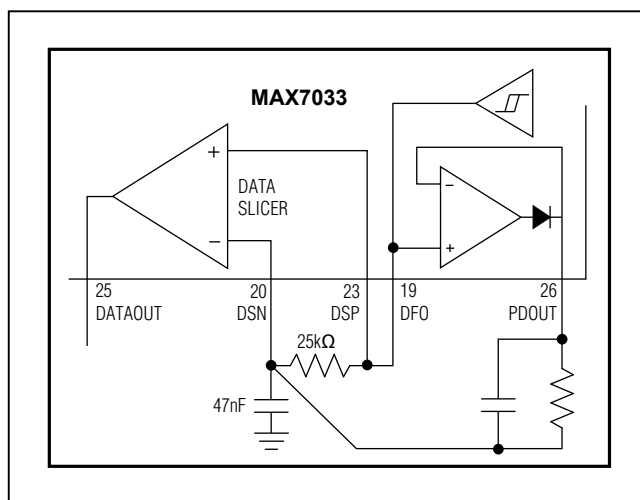 MAX7033
+
−
DATA
SLICER
−
+
25
DATAOUT
20
DSN
23
DSP
19
DFO
26
PDOUT
25kΩ
47nF